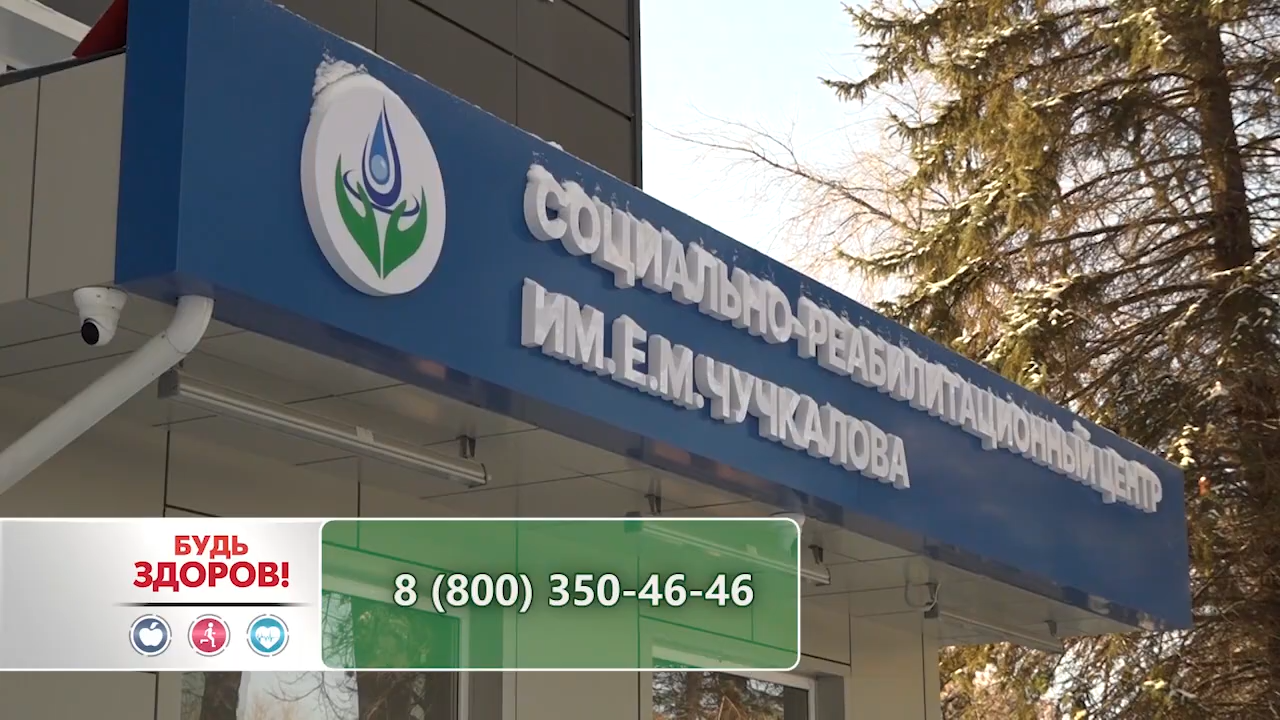 СОЦИАЛЬНО-РЕАБИЛИТАЦИОННЫЙ ЦЕНТР
ИМ. Е.М. ЧУЧКАЛОВА
БУДЬ
ЗДОРОВ!
8 (800) 350-46-46